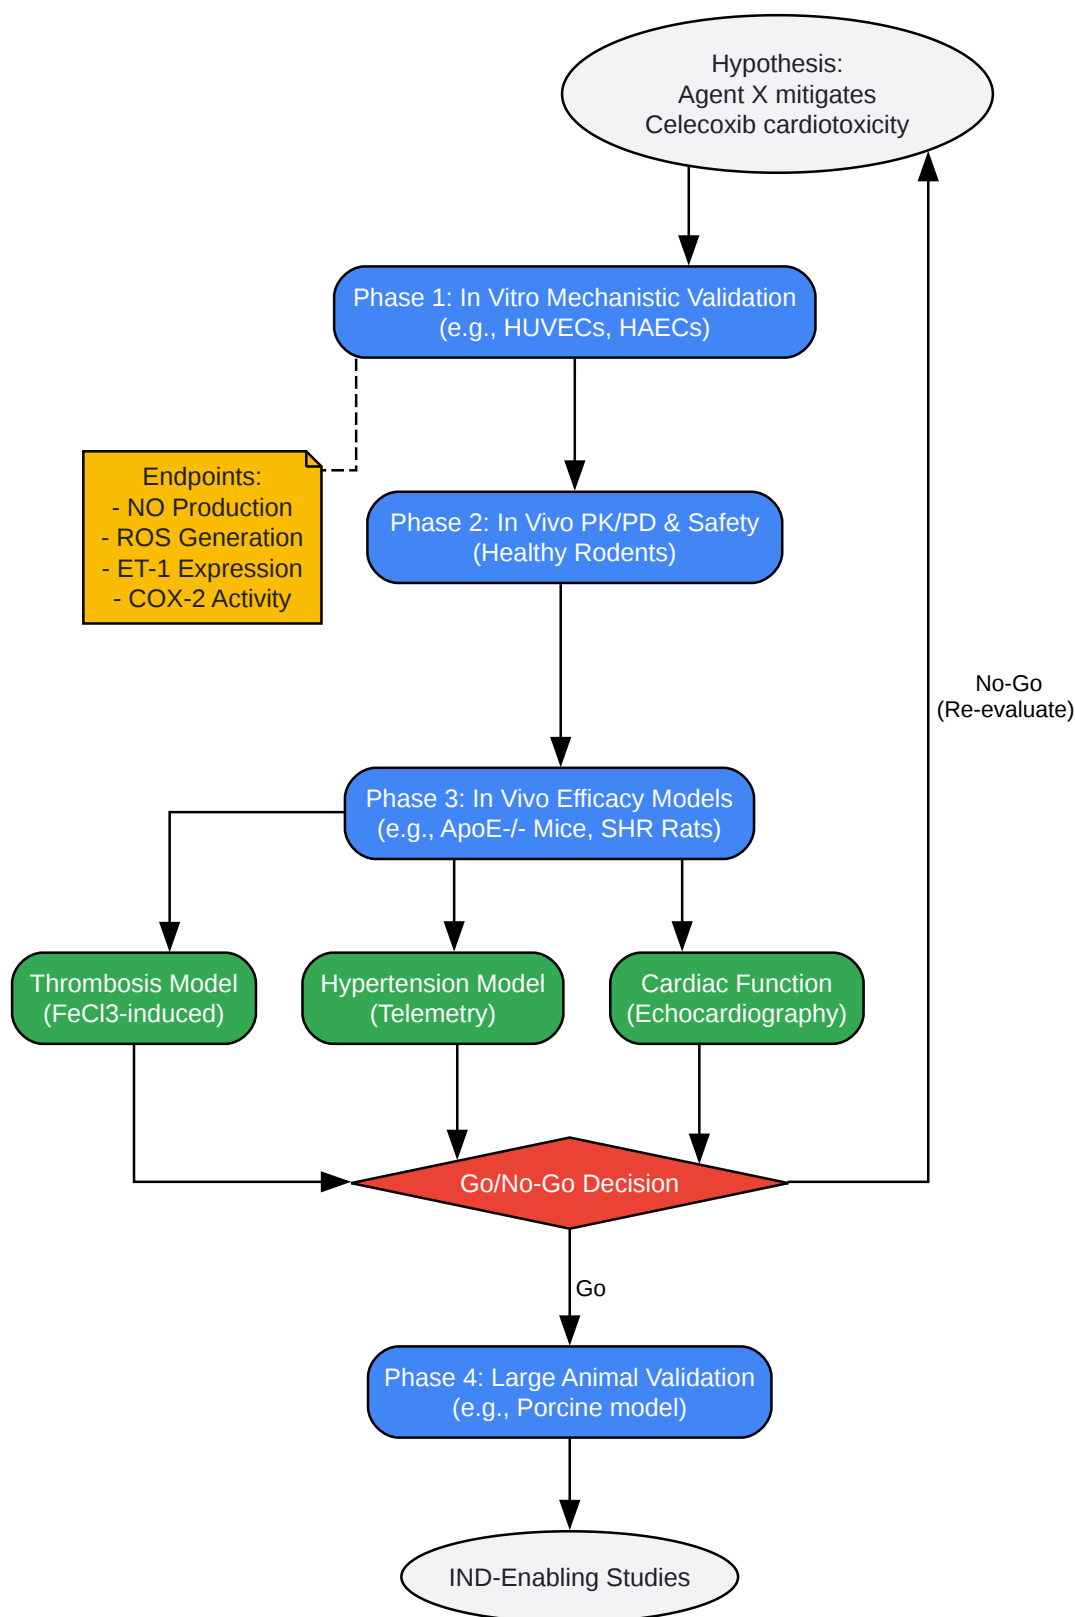 Hypothesis:
Agent X mitigates
Celecoxib cardiotoxicity
Phase 1: In Vitro Mechanistic Validation
(e.g., HUVECs, HAECs)
Endpoints:
- NO Production
- ROS Generation
- ET-1 Expression
- COX-2 Activity
Phase 2: In Vivo PK/PD & Safety
(Healthy Rodents)
No-Go
(Re-evaluate)
Phase 3: In Vivo Efficacy Models
(e.g., ApoE-/- Mice, SHR Rats)
Thrombosis Model
(FeCl3-induced)
Hypertension Model
(Telemetry)
Cardiac Function
(Echocardiography)
Go/No-Go Decision
Go
Phase 4: Large Animal Validation
(e.g., Porcine model)
IND-Enabling Studies